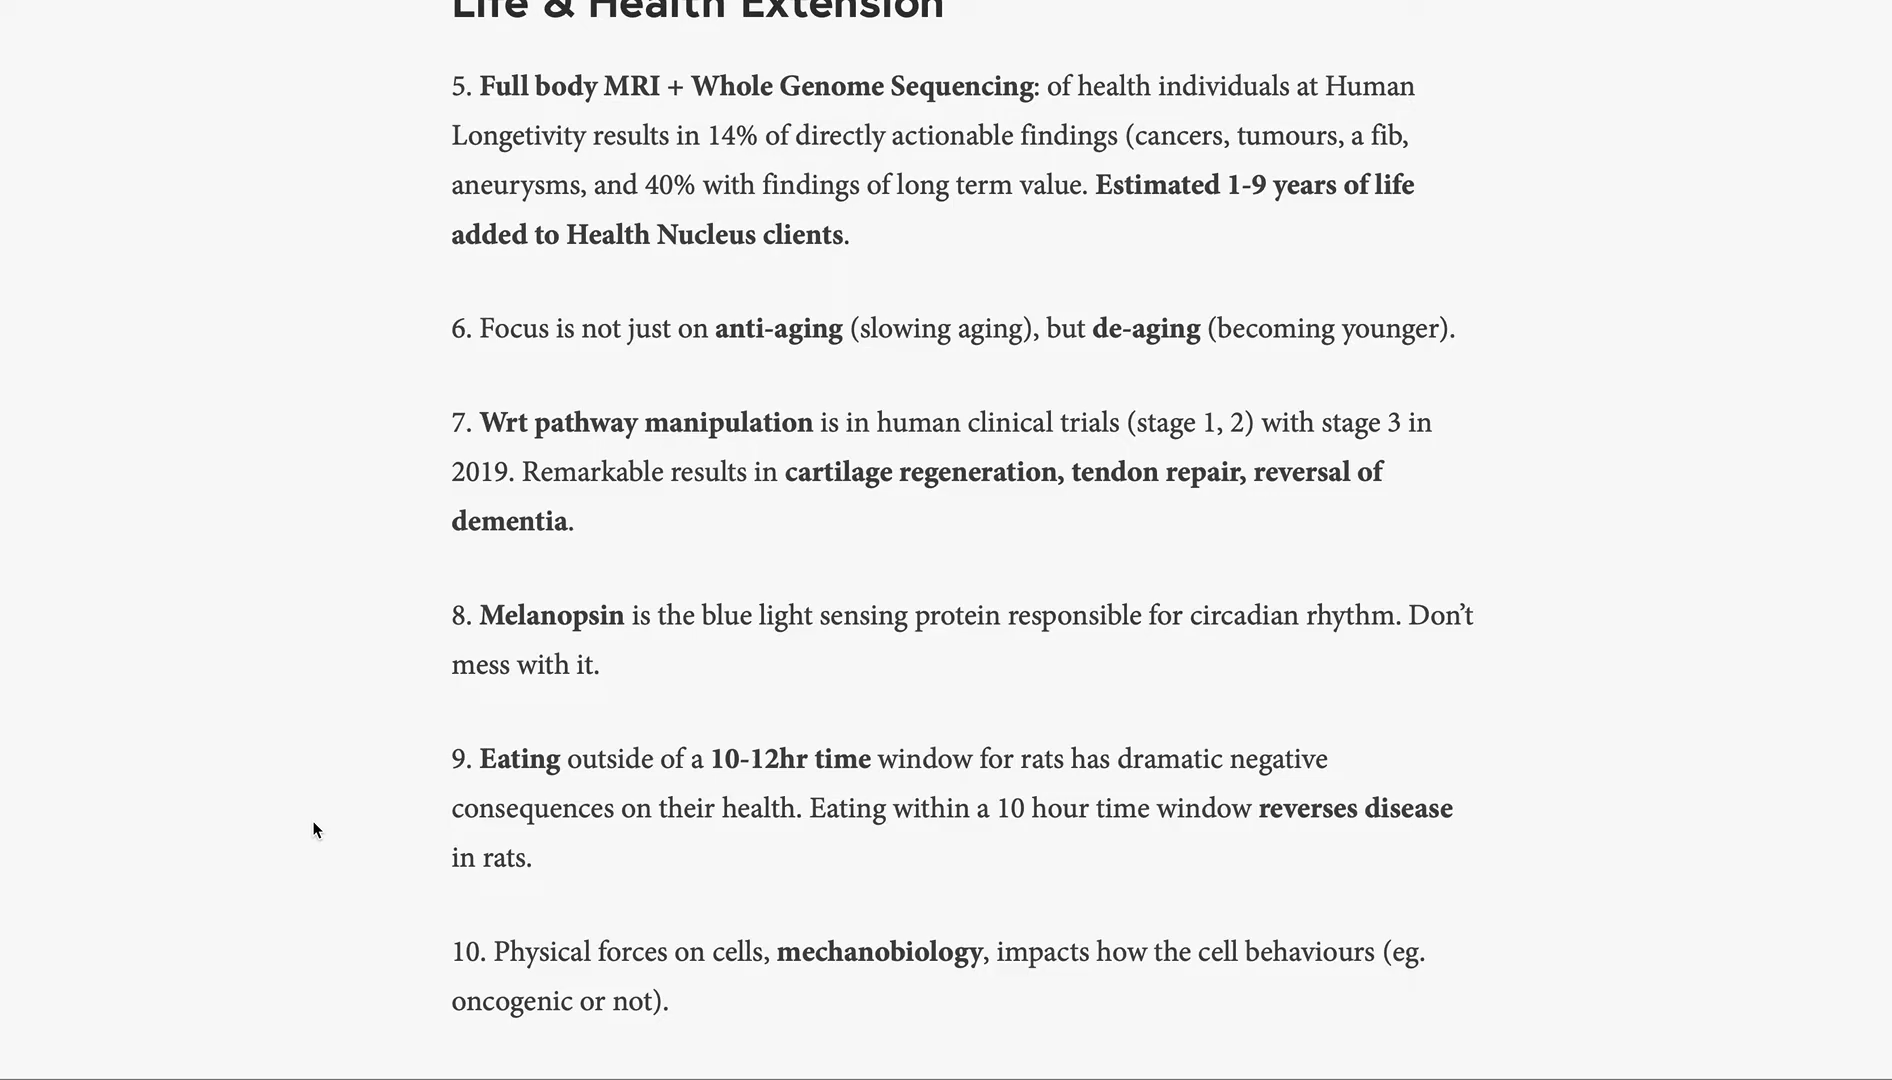 Life & Health Extension
5. Full body MRI + Whole Genome Sequencing: of health individuals at Human
Longetivity results in 14% of directly actionable findings (cancers, tumours, a fib,
aneurysms, and 40% with findings of long term value. Estimated 1-9 years of life
added to Health Nucleus clients.
6. Focus is not just on anti-aging (slowing aging), but de-aging (becoming younger).
7. Wrt pathway manipulation is in human clinical trials (stage 1, 2) with stage 3 in
2019. Remarkable results in cartilage regeneration, tendon repair, reversal of
dementia.
8. Melanopsin is the blue light sensing protein responsible for circadian rhythm. Don’t
mess with it.
9. Eating outside of a 10-12hr time window for rats has dramatic negative
consequences on their health. Eating within a 10 hour time window reverses disease
in rats.
10. Physical forces on cells, mechanobiology, impacts how the cell behaviours (eg.
oncogenic or not).